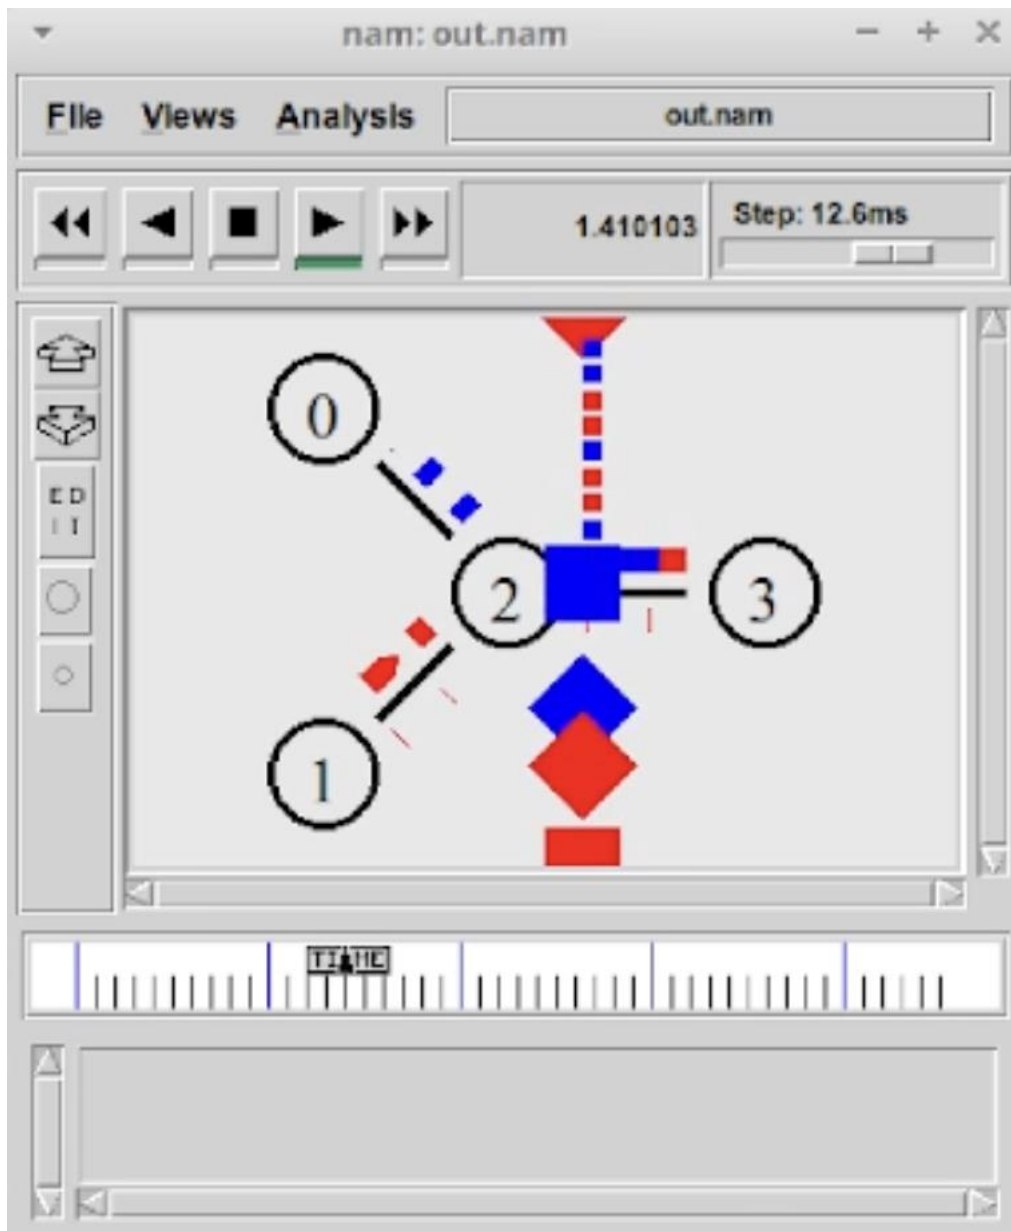 nam: out.nam
File Views Analysis out.nam
1.410103 Step: 12.6ms
E D
I T
0
2
3
1
TIME